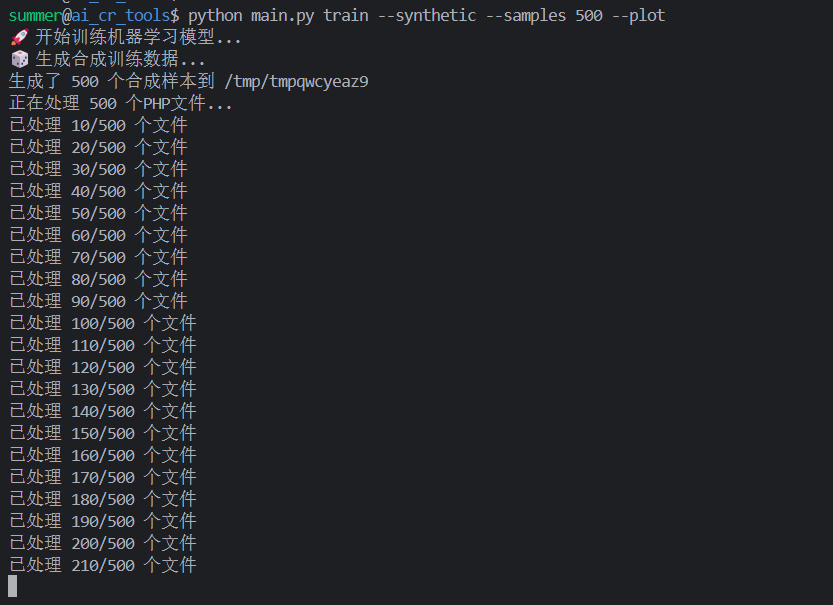 summer@ai_cr_tools$ python main.py train --synthetic --samples 500 --plot
🚀 开始训练机器学习模型...
🎲 生成合成训练数据...
生成了 500 个合成样本到 /tmp/tmpqwcyeaz9
正在处理 500 个PHP文件...
已处理 10/500 个文件
已处理 20/500 个文件
已处理 30/500 个文件
已处理 40/500 个文件
已处理 50/500 个文件
已处理 60/500 个文件
已处理 70/500 个文件
已处理 80/500 个文件
已处理 90/500 个文件
已处理 100/500 个文件
已处理 110/500 个文件
已处理 120/500 个文件
已处理 130/500 个文件
已处理 140/500 个文件
已处理 150/500 个文件
已处理 160/500 个文件
已处理 170/500 个文件
已处理 180/500 个文件
已处理 190/500 个文件
已处理 200/500 个文件
已处理 210/500 个文件